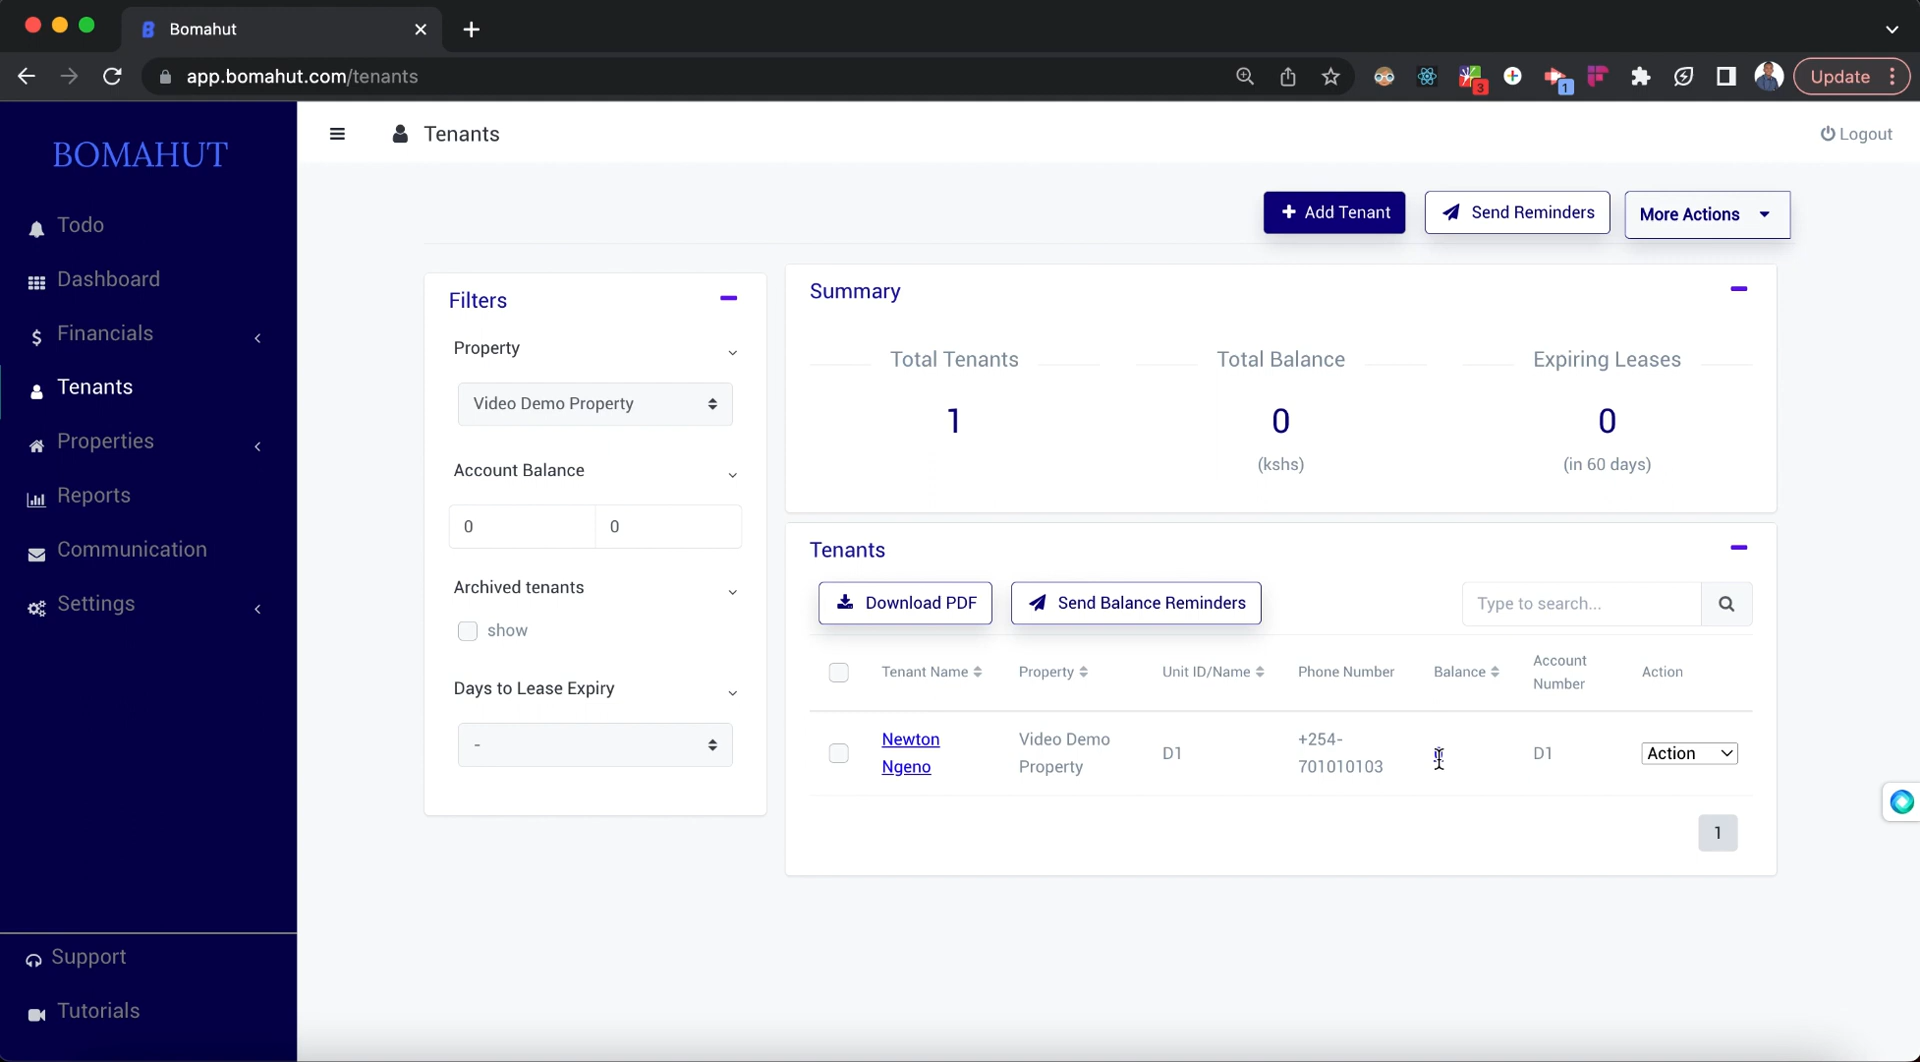 Bomahut
app.bomahut.com/tenants
3
1
Update
BOMAHUT
Todo
Dashboard
Financials
Tenants
Properties
Reports
Communication
Settings
Support
Tutorials
Tenants
Logout
Add Tenant
Send Reminders
More Actions
Filters
Property
Video Demo Property
Account Balance
0 0
Archived tenants
show
Days to Lease Expiry
-
Summary
Total Tenants
1
Total Balance
0
(kshs)
Expiring Leases
0
(in 60 days)
Tenants
Download PDF
Send Balance Reminders
Type to search...
Tenant Name
Property
Unit ID/Name
Phone Number
Balance
Account
Number
Action
Newton
Ngeno
Video Demo
Property
D1
+254-
701010103
D1
Action
1